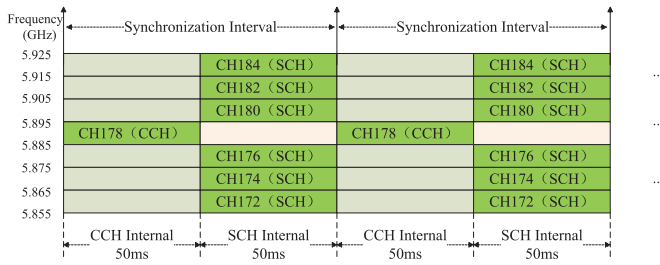 Frequency
(GHz)
Synchronization Interval
Synchronization Interval
5.925
CH184（SCH）
CH184（SCH）
5.915
...
CH182（SCH）
CH182（SCH）
5.905
CH180（SCH）
CH180（SCH）
5.895
...
CH178（CCH）
CH178（CCH）
5.885
CH176（SCH）
CH176（SCH）
5.875
CH174（SCH）
CH174（SCH）
...
5.865
CH172（SCH）
CH172（SCH）
5.855
CCH Internal
SCH Internal
CCH Internal
SCH Internal
50ms
50ms
50ms
50ms